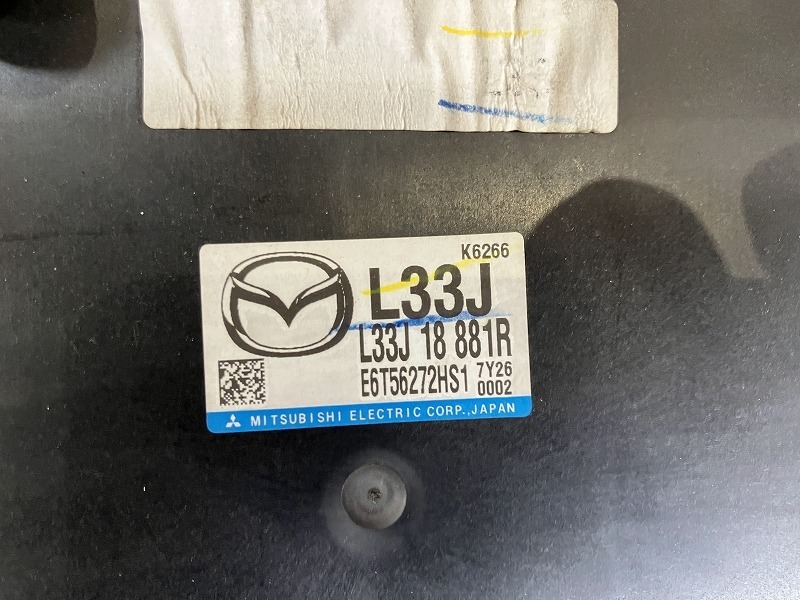 K6266
L33J
L33J 18 881R
E6T56272HS1 7Y26
0002
MITSUBISHI ELECTRIC CORP., JAPAN